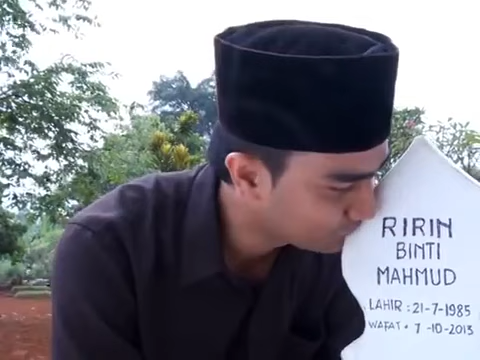 RIRIN
BINTI
MAHMUD
LAHIR : 21-7-1985
WAFAT : 7-10-2013